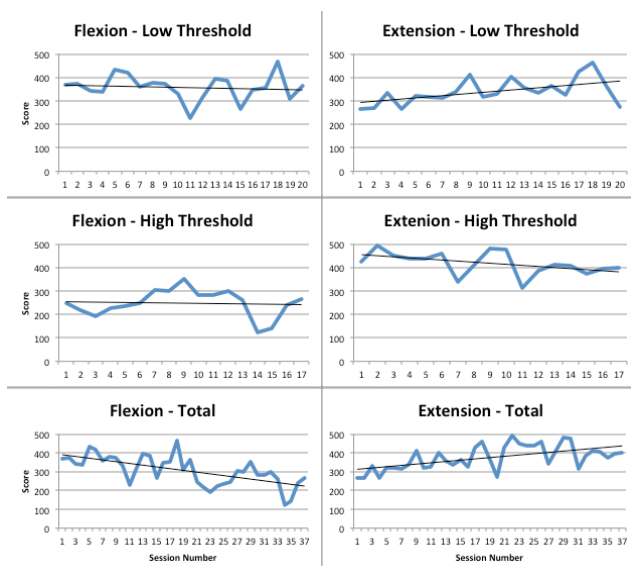 Flexion - Low Threshold
500
400
300
200
100
0
Score
1 2 3 4 5 6 7 8 9 10 11 12 13 14 15 16 17 18 19 20
Extension - Low Threshold
500
400
300
200
100
0
1 2 3 4 5 6 7 8 9 10 11 12 13 14 15 16 17 18 19 20
Flexion - High Threshold
500
400
300
200
100
0
Score
1 2 3 4 5 6 7 8 9 10 11 12 13 14 15 16 17
Extenion - High Threshold
500
400
300
200
100
0
1 2 3 4 5 6 7 8 9 10 11 12 13 14 15 16 17
Flexion - Total
500
400
300
200
100
0
Score
1 3 5 7 9 11 13 15 17 19 21 23 25 27 29 31 33 35 37
Session Number
Extension - Total
500
400
300
200
100
0
1 3 5 7 9 11 13 15 17 19 21 23 25 27 29 31 33 35 37
Session Number